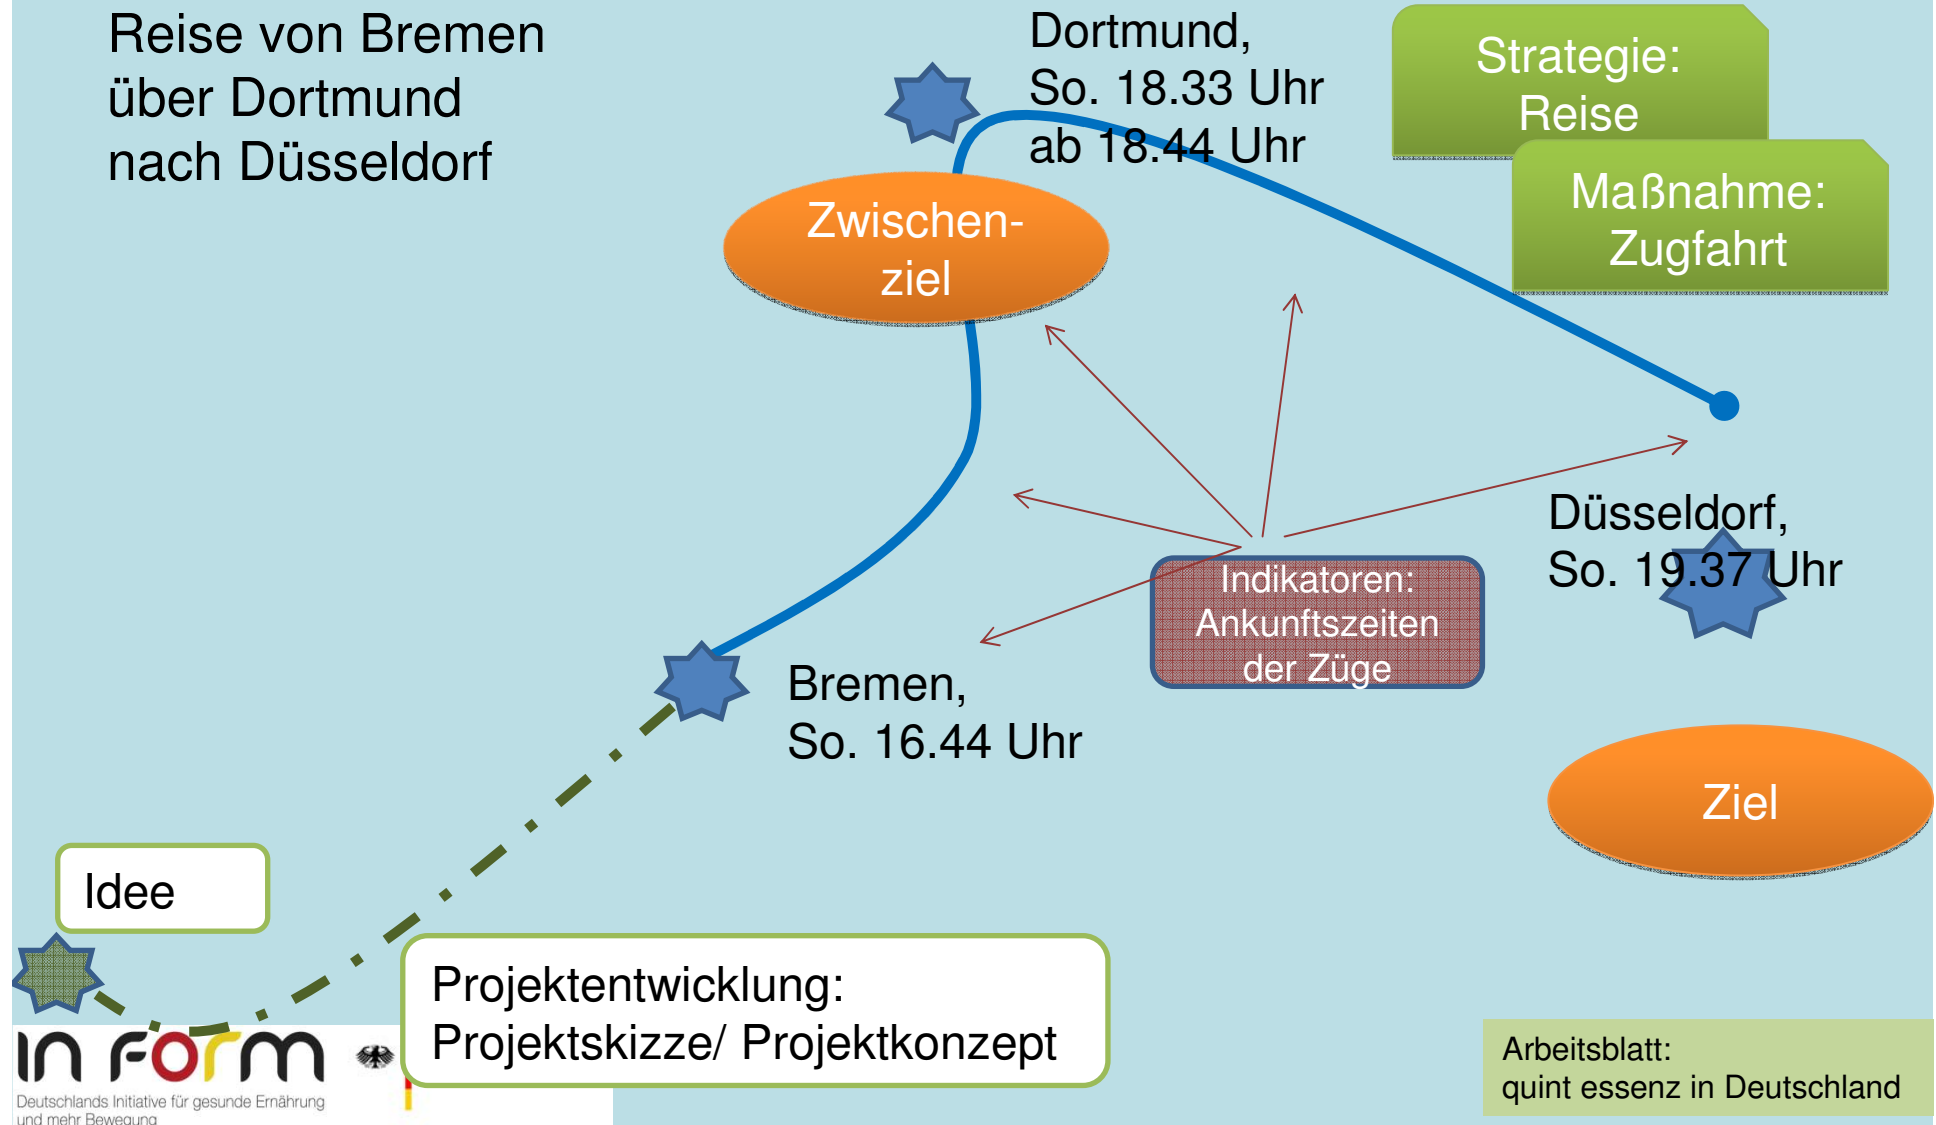 Reise von Bremen
über Dortmund
nach Düsseldorf
Dortmund,
So. 18.33 Uhr
ab 18.44 Uhr
Strategie:
Reise
Maßnahme:
Zugfahrt
Zwischen-
ziel
Düsseldorf,
So. 19.37 Uhr
Indikatoren:
Ankunftszeiten
der Züge
Bremen,
So. 16.44 Uhr
Ziel
Idee
Projektentwicklung:
Projektskizze/ Projektkonzept
IN FORM
Deutschlands Initiative für gesunde Ernährung
und mehr Bewegung
Arbeitsblatt:
quint essenz in Deutschland